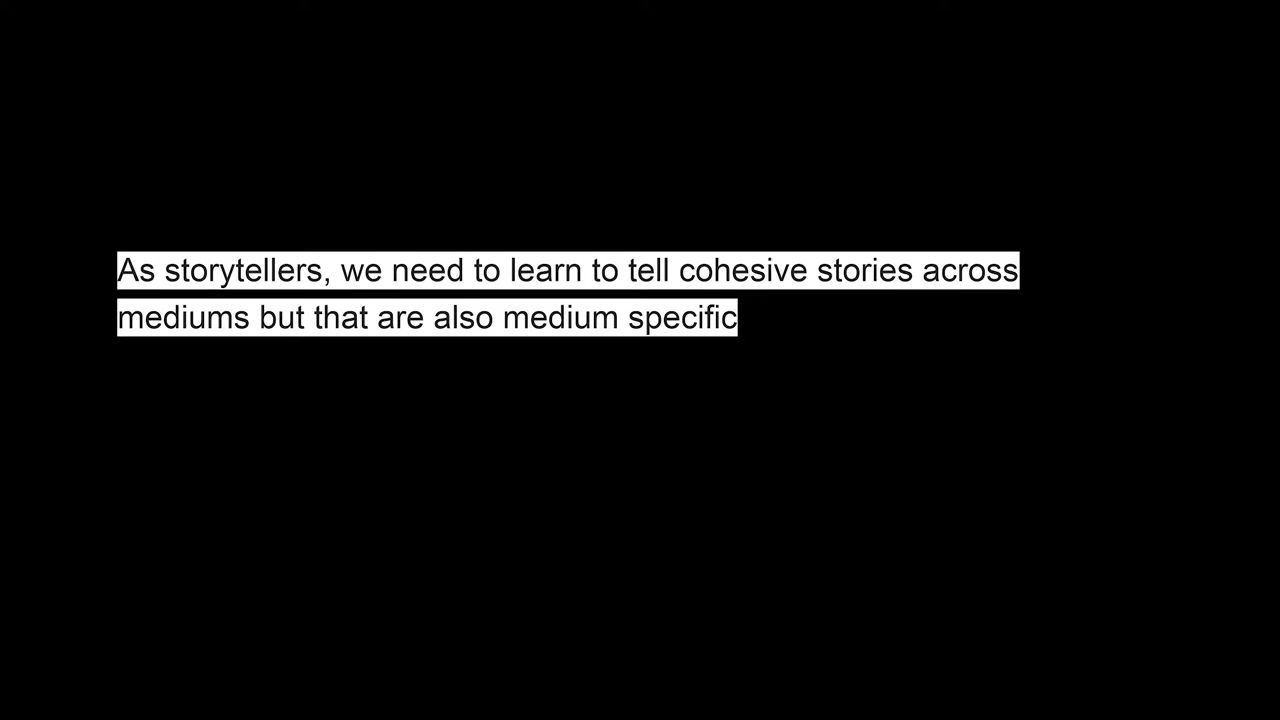 As storytellers, we need to learn to tell cohesive stories across
mediums but that are also medium specific